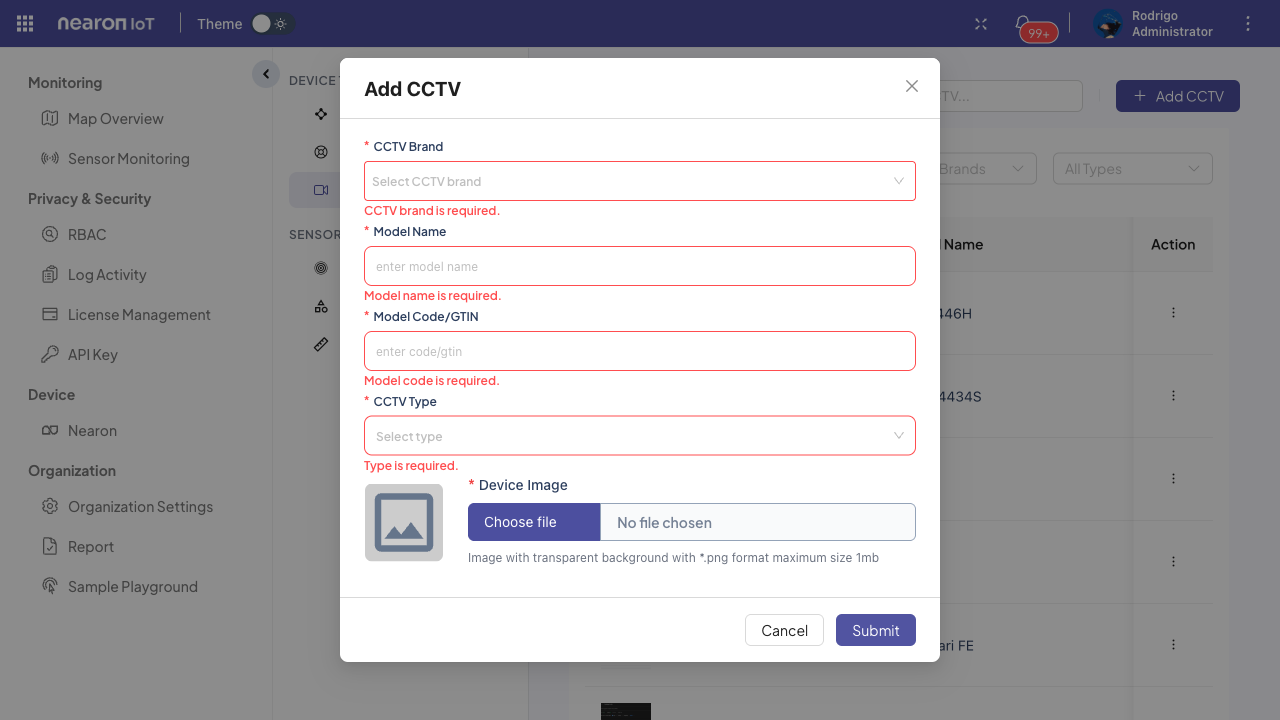 nearon IoT
Theme
99+
Rodrigo
Administrator
Monitoring
Map Overview
Sensor Monitoring
Privacy & Security
RBAC
Log Activity
License Management
API Key
Device
Nearon
Organization
Organization Settings
Report
Sample Playground
DEVICE
SENSOR
TV...
+ Add CCTV
Brands
All Types
Name
Action
446H
4434S
ari FE
Add CCTV
* CCTV Brand
Select CCTV brand
CCTV brand is required.
* Model Name
enter model name
Model name is required.
* Model Code/GTIN
enter code/gtin
Model code is required.
* CCTV Type
Select type
Type is required.
* Device Image
Choose file
No file chosen
Image with transparent background with *.png format maximum size 1mb
Cancel
Submit